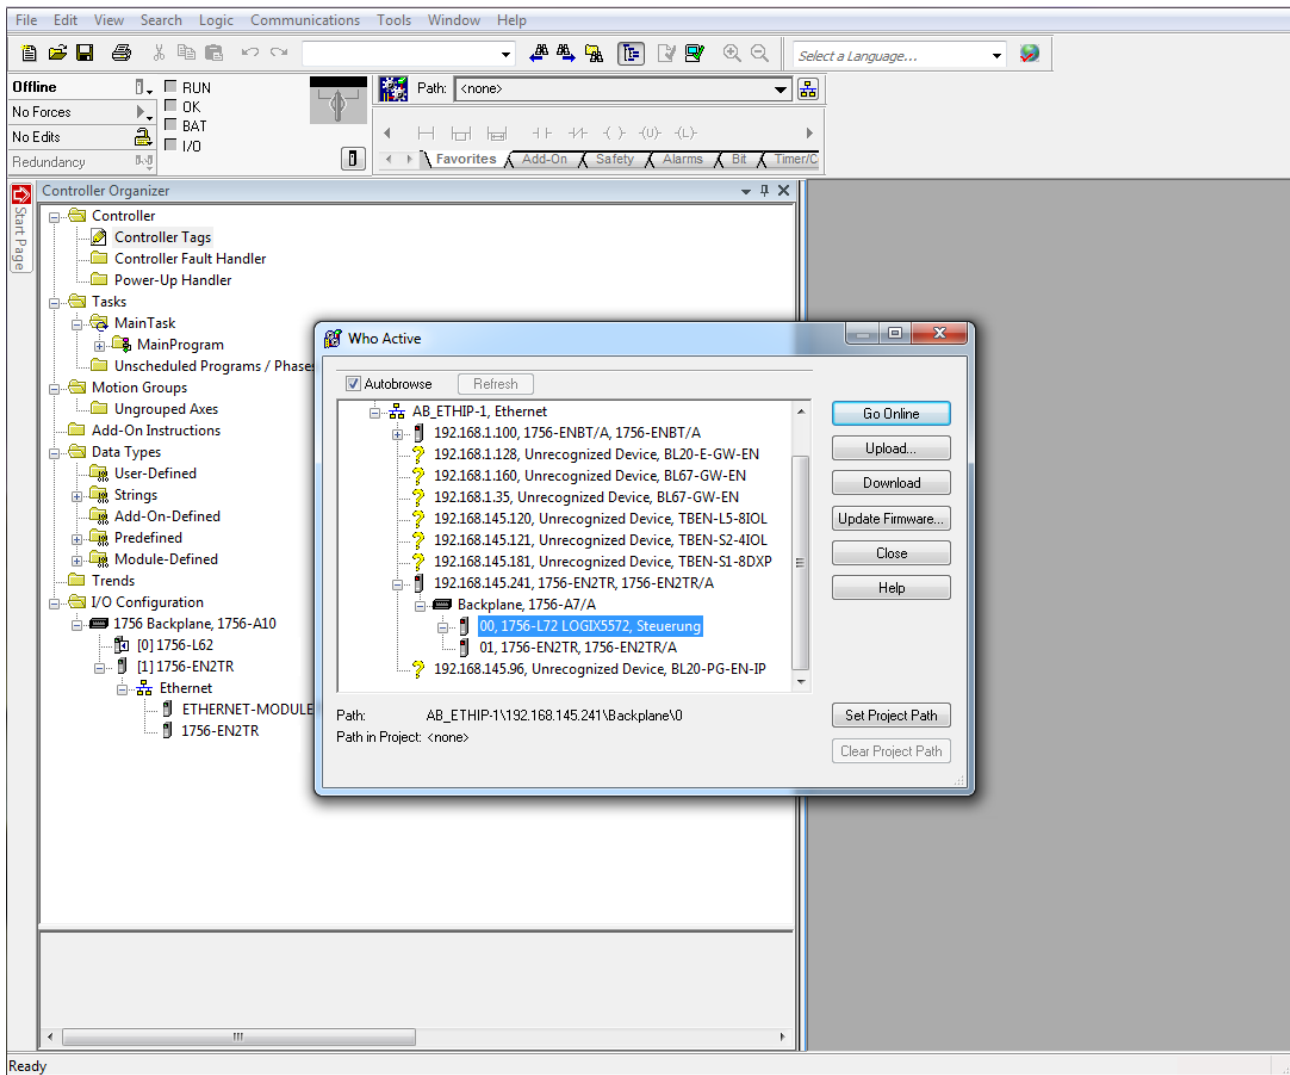 File Edit View Search Logic Communications Tools Window Help
Select a Language...
Offline
RUN
Path: <none>
No Forces
OK
BAT
No Edits
I/O
Redundancy
Favorites Add-On Safety Alarms Bit Timer/C
Start Page
Controller Organizer
Controller
Controller Tags
Controller Fault Handler
Power-Up Handler
Tasks
MainTask
MainProgram
Unscheduled Programs / Phases
Motion Groups
Ungrouped Axes
Add-On Instructions
Data Types
User-Defined
Strings
Add-On-Defined
Predefined
Module-Defined
Trends
I/O Configuration
1756 Backplane, 1756-A10
[0] 1756-L62
[1] 1756-EN2TR
Ethernet
ETHERNET-MODULE
1756-EN2TR
Who Active
Autobrowse Refresh
AB_ETHIP-1, Ethernet
192.168.1.100, 1756-ENBT/A, 1756-ENBT/A
192.168.1.128, Unrecognized Device, BL20-E-GW-EN
192.168.1.160, Unrecognized Device, BL67-GW-EN
192.168.1.35, Unrecognized Device, BL67-GW-EN
192.168.145.120, Unrecognized Device, TBEN-L5-8IOL
192.168.145.121, Unrecognized Device, TBEN-S2-4IOL
192.168.145.181, Unrecognized Device, TBEN-S1-8DXP
192.168.145.241, 1756-EN2TR, 1756-EN2TR/A
Backplane, 1756-A7/A
00, 1756-L72 LOGIX5572, Steuerung
01, 1756-EN2TR, 1756-EN2TR/A
192.168.145.96, Unrecognized Device, BL20-PG-EN-IP
Go Online
Upload...
Download
Update Firmware...
Close
Help
Path: AB_ETHIP-1\192.168.145.241\Backplane\0
Path in Project: <none>
Set Project Path
Clear Project Path
Ready